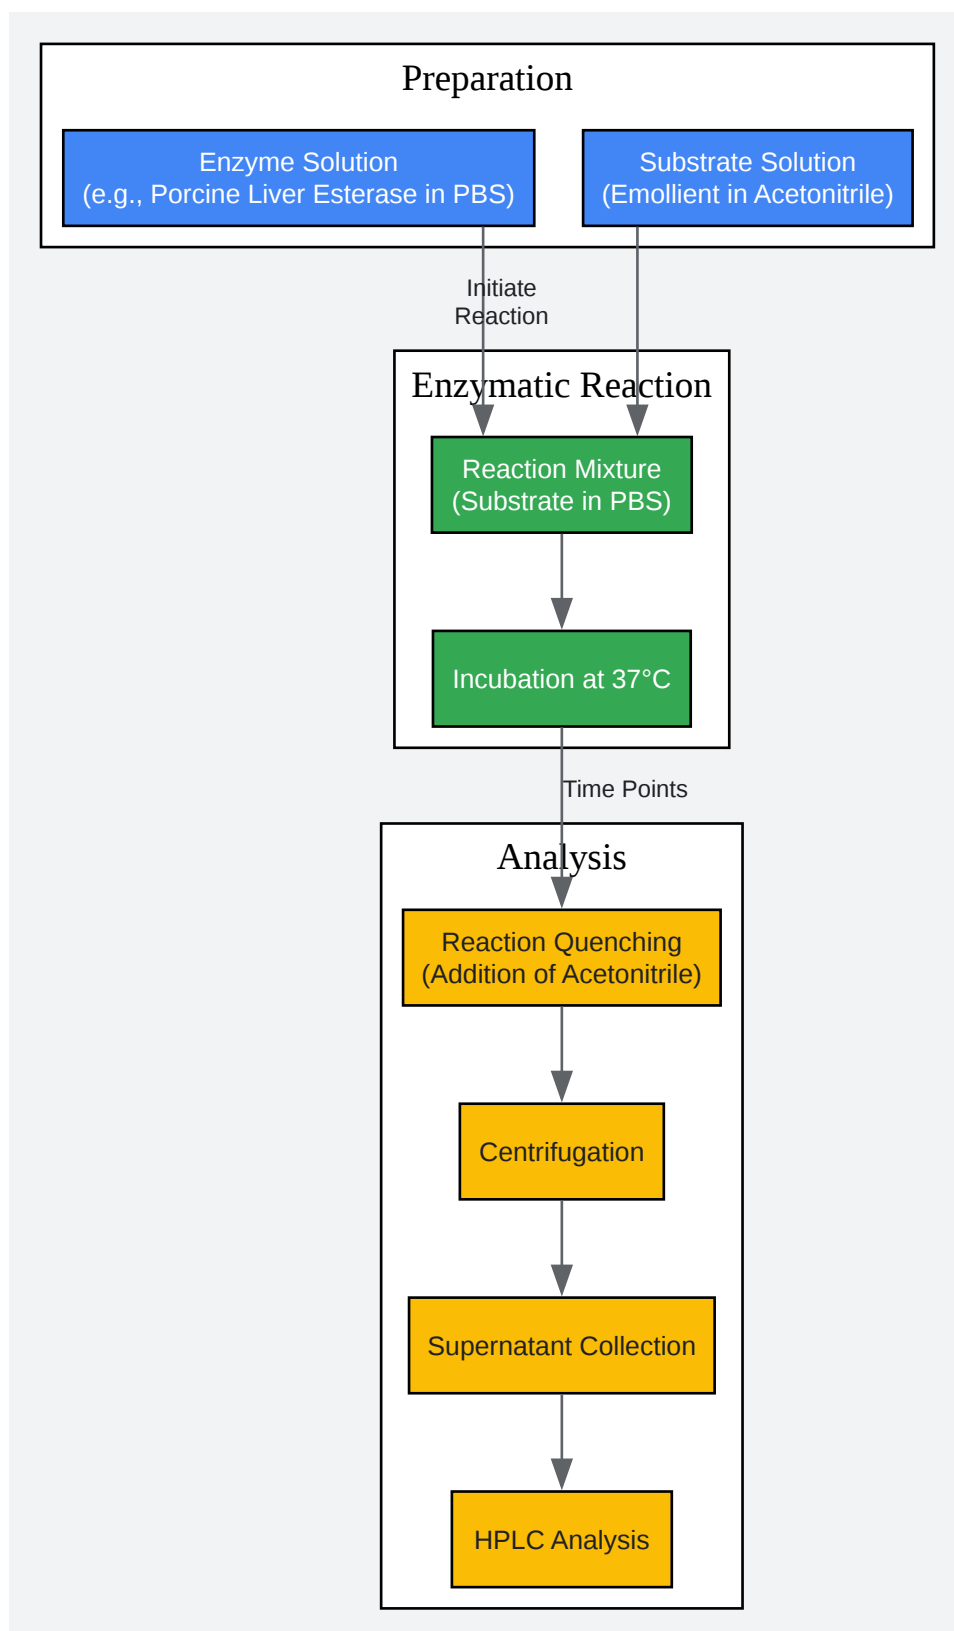 Preparation
Enzyme Solution
(e.g., Porcine Liver Esterase in PBS)
Substrate Solution
(Emollient in Acetonitrile)
Initiate
Reaction
Enzymatic Reaction
Reaction Mixture
(Substrate in PBS)
Incubation at 37°C
Time Points
Analysis
Reaction Quenching
(Addition of Acetonitrile)
Centrifugation
Supernatant Collection
HPLC Analysis